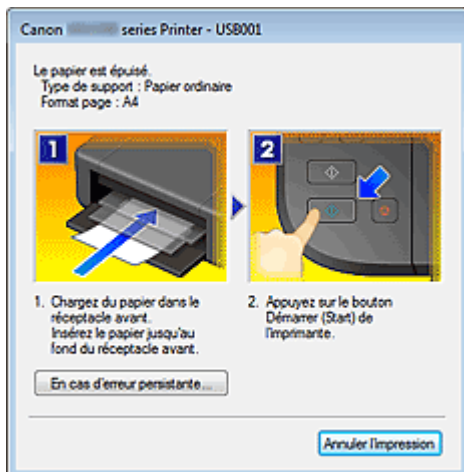 Canon series Printer - USB001
Le papier est épuisé.
Type de support : Papier ordinaire
Format page : A4
1
2
1. Chargez du papier dans le
réceptacle avant.
Insérez le papier jusqu'au
fond du réceptacle avant.
2. Appuyez sur le bouton
Démarrer (Start) de
l'imprimante.
En cas d'erreur persistante...
Annuler l'impression